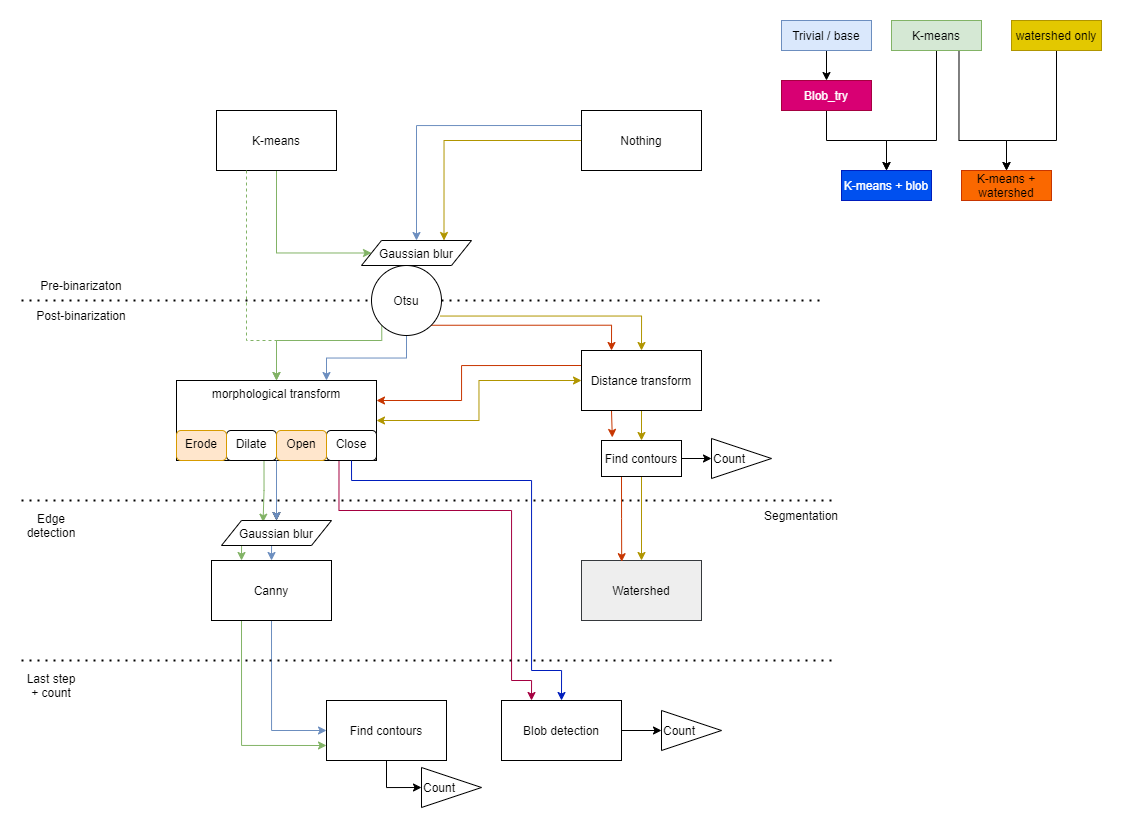 Trivial / base
K-means
watershed only
Blob_try
K-means + blob
K-means +
watershed
K-means
Nothing
Gaussian blur
Pre-binarizaton
Otsu
Post-binarization
morphological transform
Distance transform
Erode
Dilate
Open
Close
Find contours
Count
Edge
detection
Segmentation
Gaussian blur
Canny
Watershed
Last step
+ count
Find contours
Blob detection
Count
Count